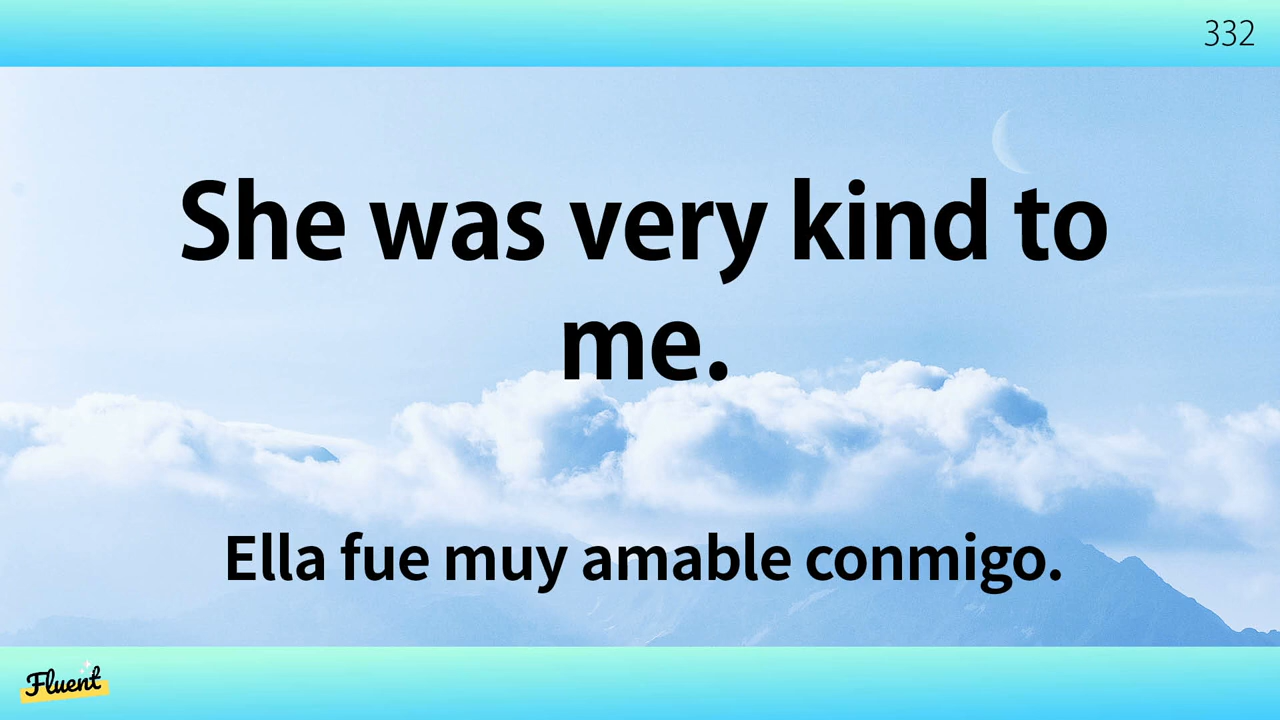 332
She was very kind to
me.
Ella fue muy amable conmigo.
Fluent